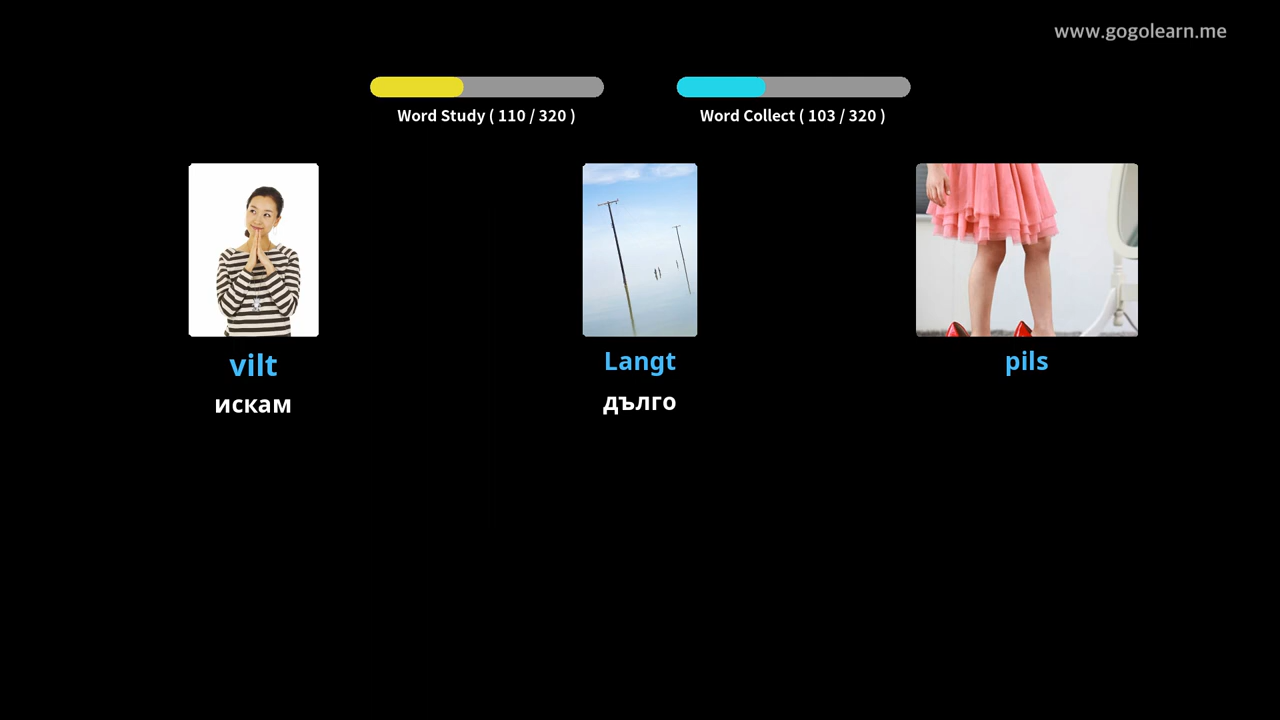 www.gogolearn.me
Word Study ( 110 / 320 )
Word Collect ( 103 / 320 )
vilt
искам
Langt
дълго
pils